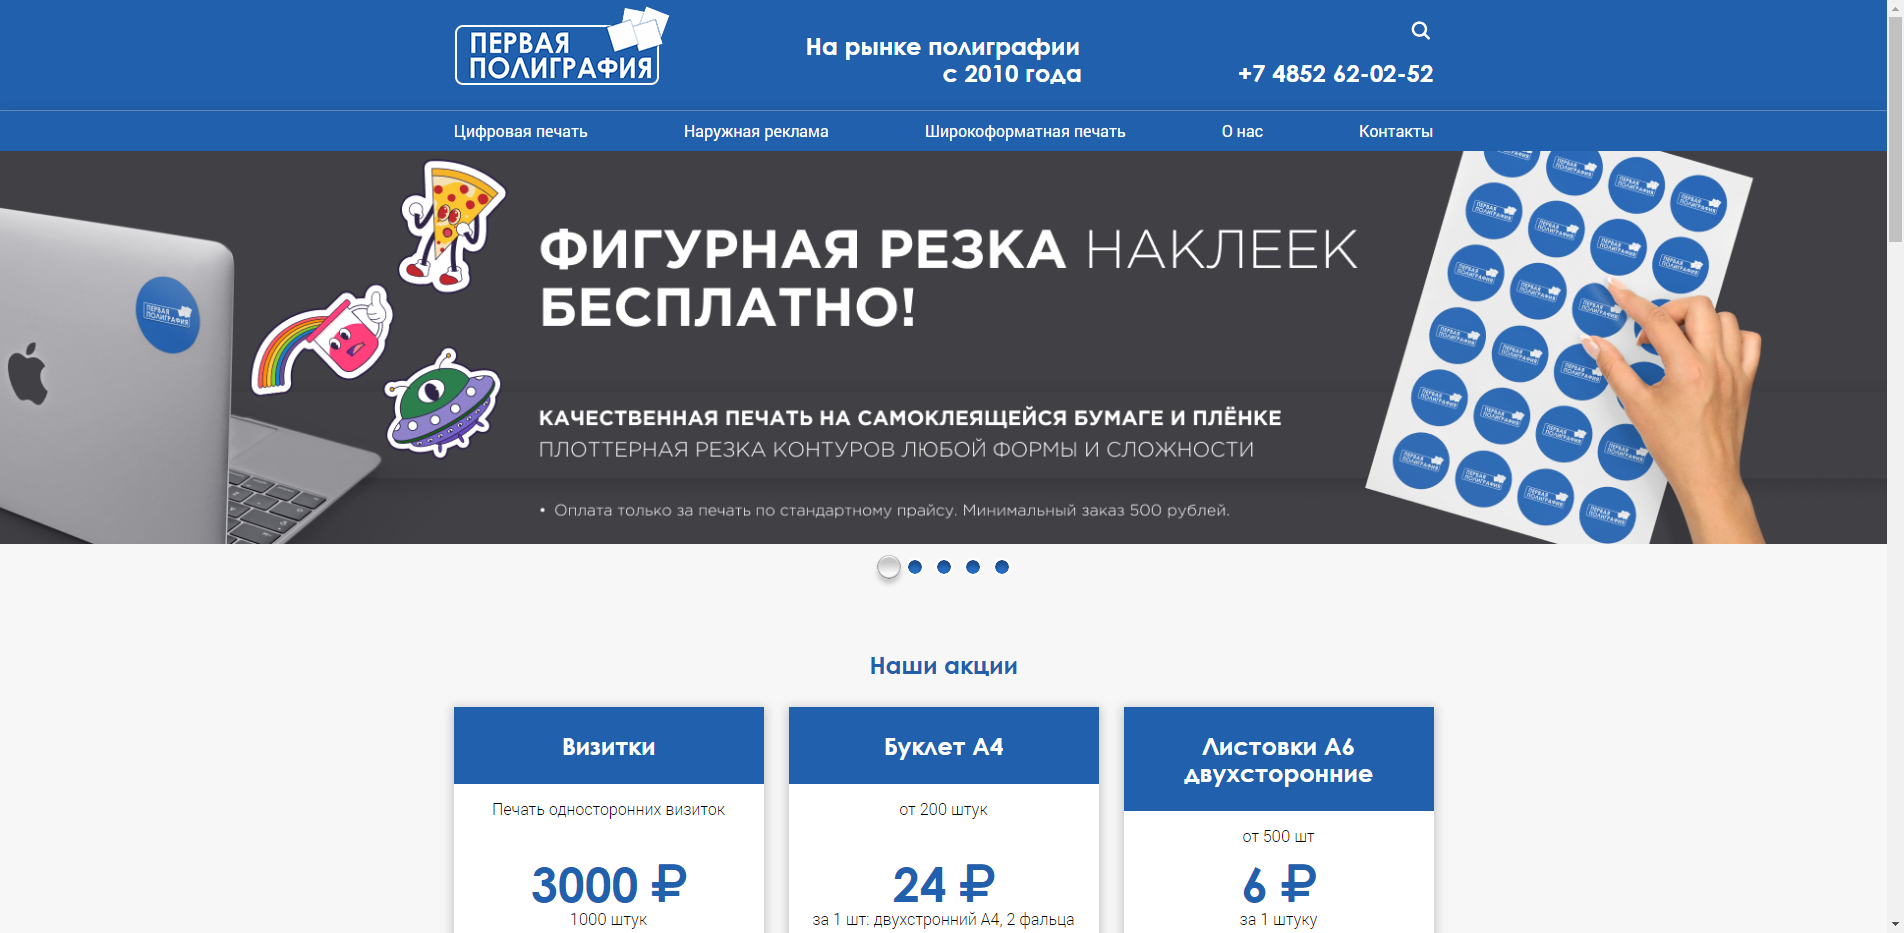 ПЕРВАЯ
ПОЛИГРАФИЯ
На рынке полиграфии
с 2010 года
+7 4852 62-02-52
Цифровая печать
Наружная реклама
Широкоформатная печать
О нас
Контакты
ФИГУРНАЯ РЕЗКА НАКЛЕЕК
БЕСПЛАТНО!
ПЕРВАЯ
ПОЛИГРАФИЯ
КАЧЕСТВЕННАЯ ПЕЧАТЬ НА САМОКЛЕЯЩЕЙСЯ БУМАГЕ И ПЛЁНКЕ
ПЛОТТЕРНАЯ РЕЗКА КОНТУРОВ ЛЮБОЙ ФОРМЫ И СЛОЖНОСТИ
• Оплата только за печать по стандартному прайсу. Минимальный заказ 500 рублей.
Наши акции
Визитки
Печать односторонних визиток
3000 ₽
1000 штук
Буклет А4
от 200 штук
24 ₽
за 1 шт: двухстронний А4, 2 фальца
Листовки А6
двухсторонние
от 500 шт
6 ₽
за 1 штуку